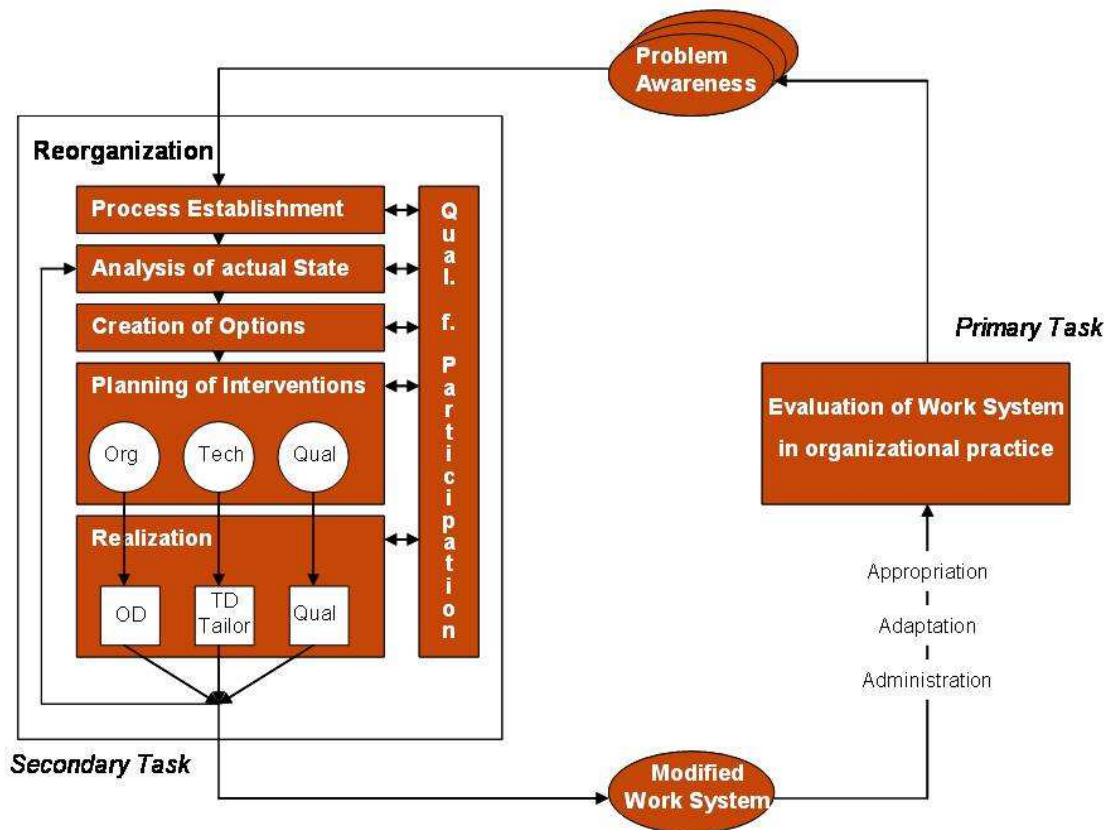 Problem
Awareness
Reorganization
Process Establishment
Analysis of actual State
Creation of Options
Planning of Interventions
Org
Tech
Qual
Realization
OD
TD
Tailor
Qual
Qual. f. Participation
Secondary Task
Primary Task
Evaluation of Work System
in organizational practice
Appropriation
Adaptation
Administration
Modified
Work System